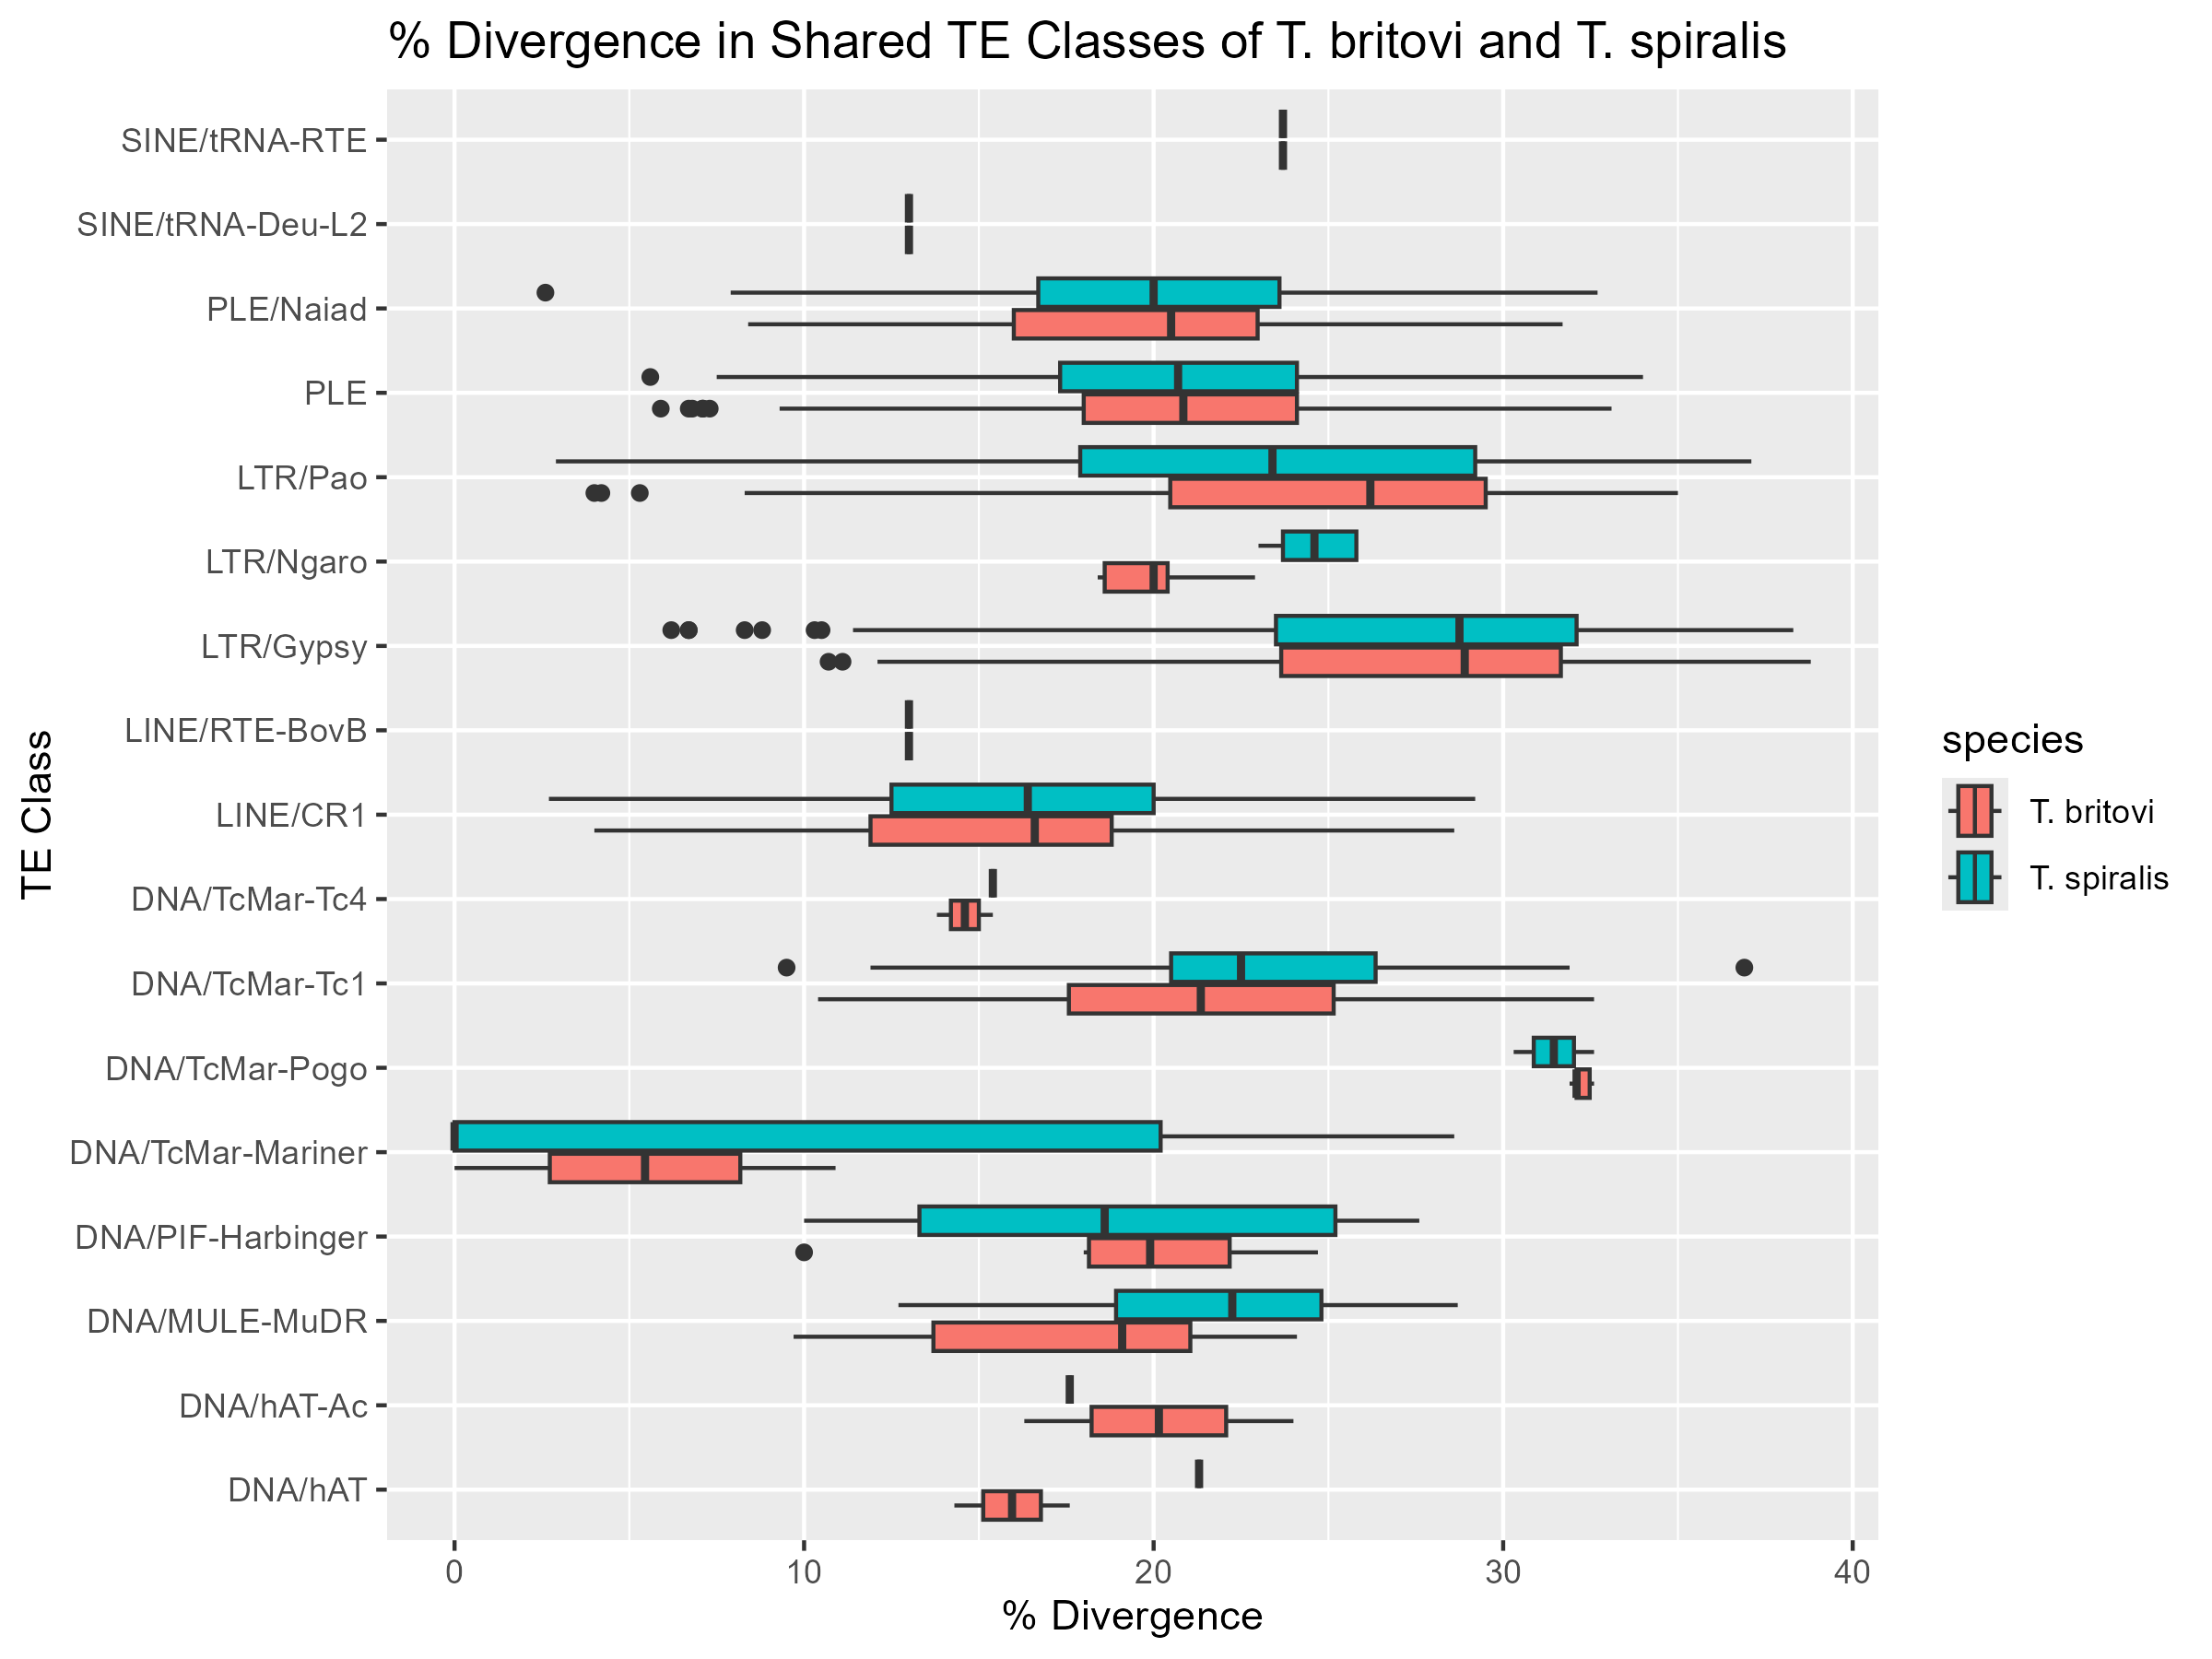 % Divergence in Shared TE Classes of T. britovi and T. spiralis
SINE/tRNA-RTE
SINE/tRNA-Deu-L2
PLE/Naiad
PLE
LTR/Pao
LTR/Ngaro
LTR/Gypsy
LINE/RTE-BovB
LINE/CR1
DNA/TcMar-Tc4
DNA/TcMar-Tc1
DNA/TcMar-Pogo
DNA/TcMar-Mariner
DNA/PIF-Harbinger
DNA/MULE-MuDR
DNA/hAT-Ac
DNA/hAT
TE Class
0 10 20 30 40
% Divergence
species
T. britovi
T. spiralis